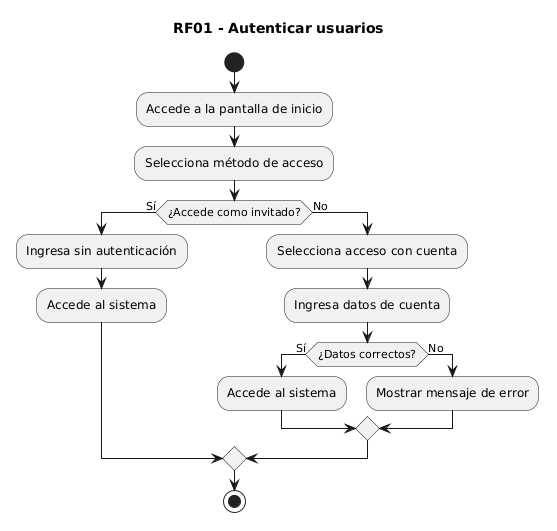 RF01 - Autenticar usuarios
Accede a la pantalla de inicio
Selecciona método de acceso
¿Accede como invitado?
Sí
No
Ingresa sin autenticación
Accede al sistema
Selecciona acceso con cuenta
Ingresa datos de cuenta
¿Datos correctos?
Sí
No
Accede al sistema
Mostrar mensaje de error